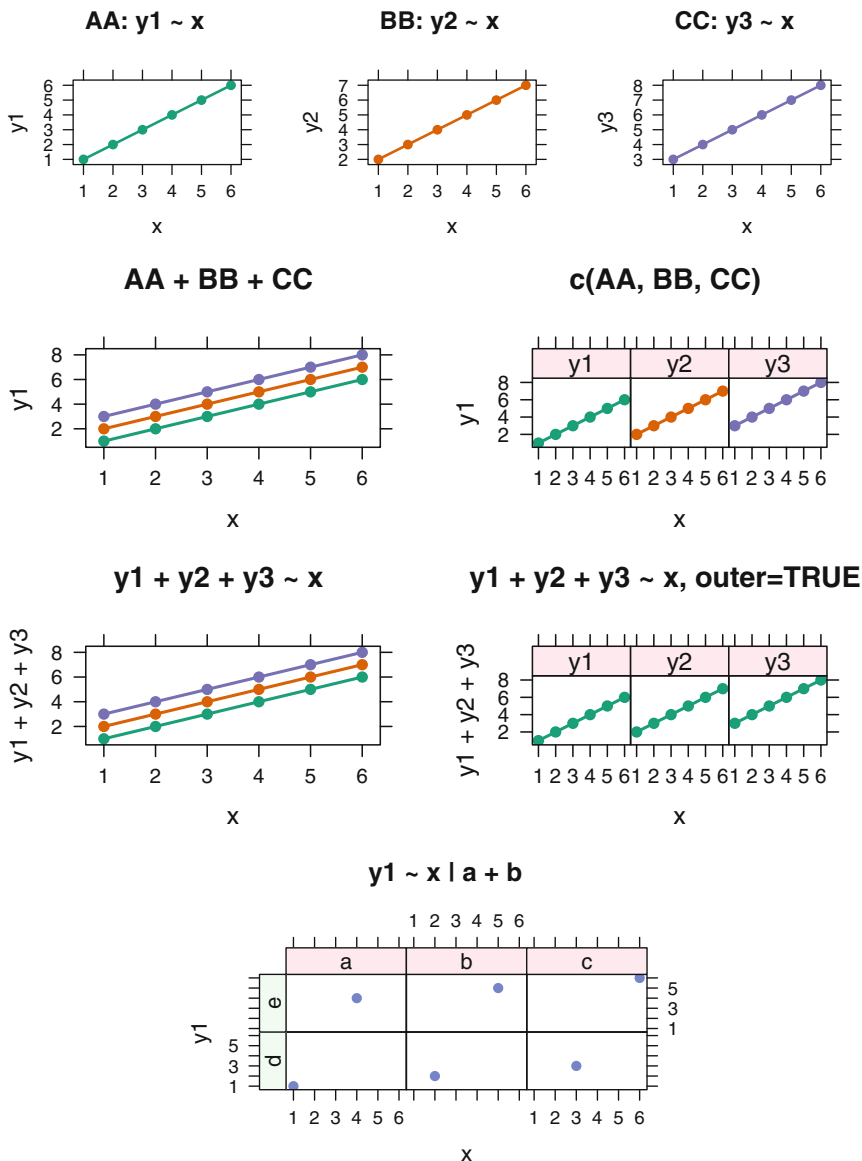 AA: y1 ~ x
BB: y2 ~ x
CC: y3 ~ x
y1
6
5
4
3
2
1
1 2 3 4 5 6
x
y2
7
6
5
4
3
2
1 2 3 4 5 6
x
y3
8
7
6
5
4
3
1 2 3 4 5 6
x
AA + BB + CC
y1
8
6
4
2
1 2 3 4 5 6
x
c(AA, BB, CC)
y1 y2 y3
y1
8
6
4
2
1 2 3 4 5 6 1 2 3 4 5 6 1 2 3 4 5 6
x
y1 + y2 + y3 ~ x
y1 + y2 + y3
8
6
4
2
1 2 3 4 5 6
x
y1 + y2 + y3 ~ x, outer=TRUE
y1 y2 y3
y1 + y2 + y3
8
6
4
2
1 2 3 4 5 6 1 2 3 4 5 6 1 2 3 4 5 6
x
y1 ~ x | a + b
1 2 3 4 5 6
a b c
e
5
3
1
y1
d
5
3
1
1 2 3 4 5 6
1 2 3 4 5 6
x